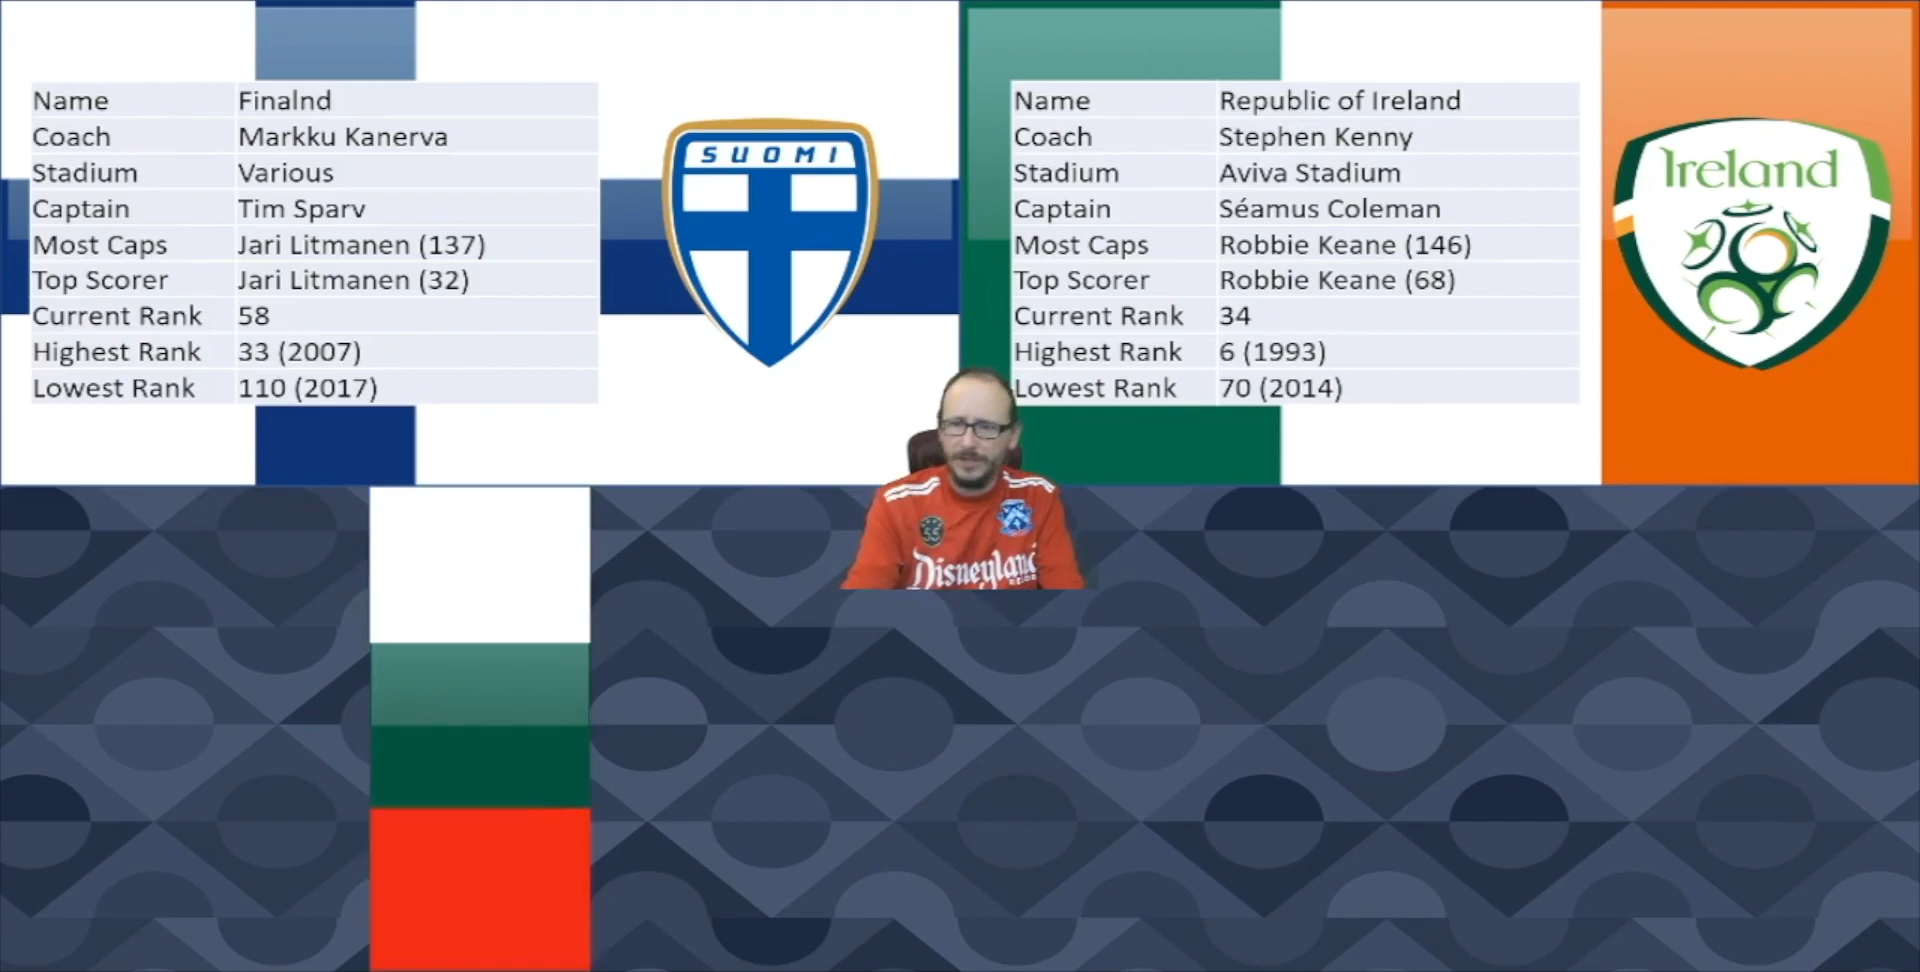 Name Finalnd
Coach Markku Kanerva
Stadium Various
Captain Tim Sparv
Most Caps Jari Litmanen (137)
Top Scorer Jari Litmanen (32)
Current Rank 58
Highest Rank 33 (2007)
Lowest Rank 110 (2017)
SUOMI
Name Republic of Ireland
Coach Stephen Kenny
Stadium Aviva Stadium
Captain Séamus Coleman
Most Caps Robbie Keane (146)
Top Scorer Robbie Keane (68)
Current Rank 34
Highest Rank 6 (1993)
Lowest Rank 70 (2014)
Ireland
55
Disneyland